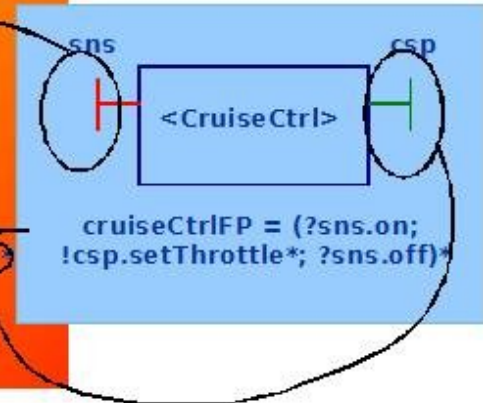 sns csp
<CruiseCtrl>
cruiseCtrlFP = (?sns.on;
!csp.setThrottle*; ?sns.off)*